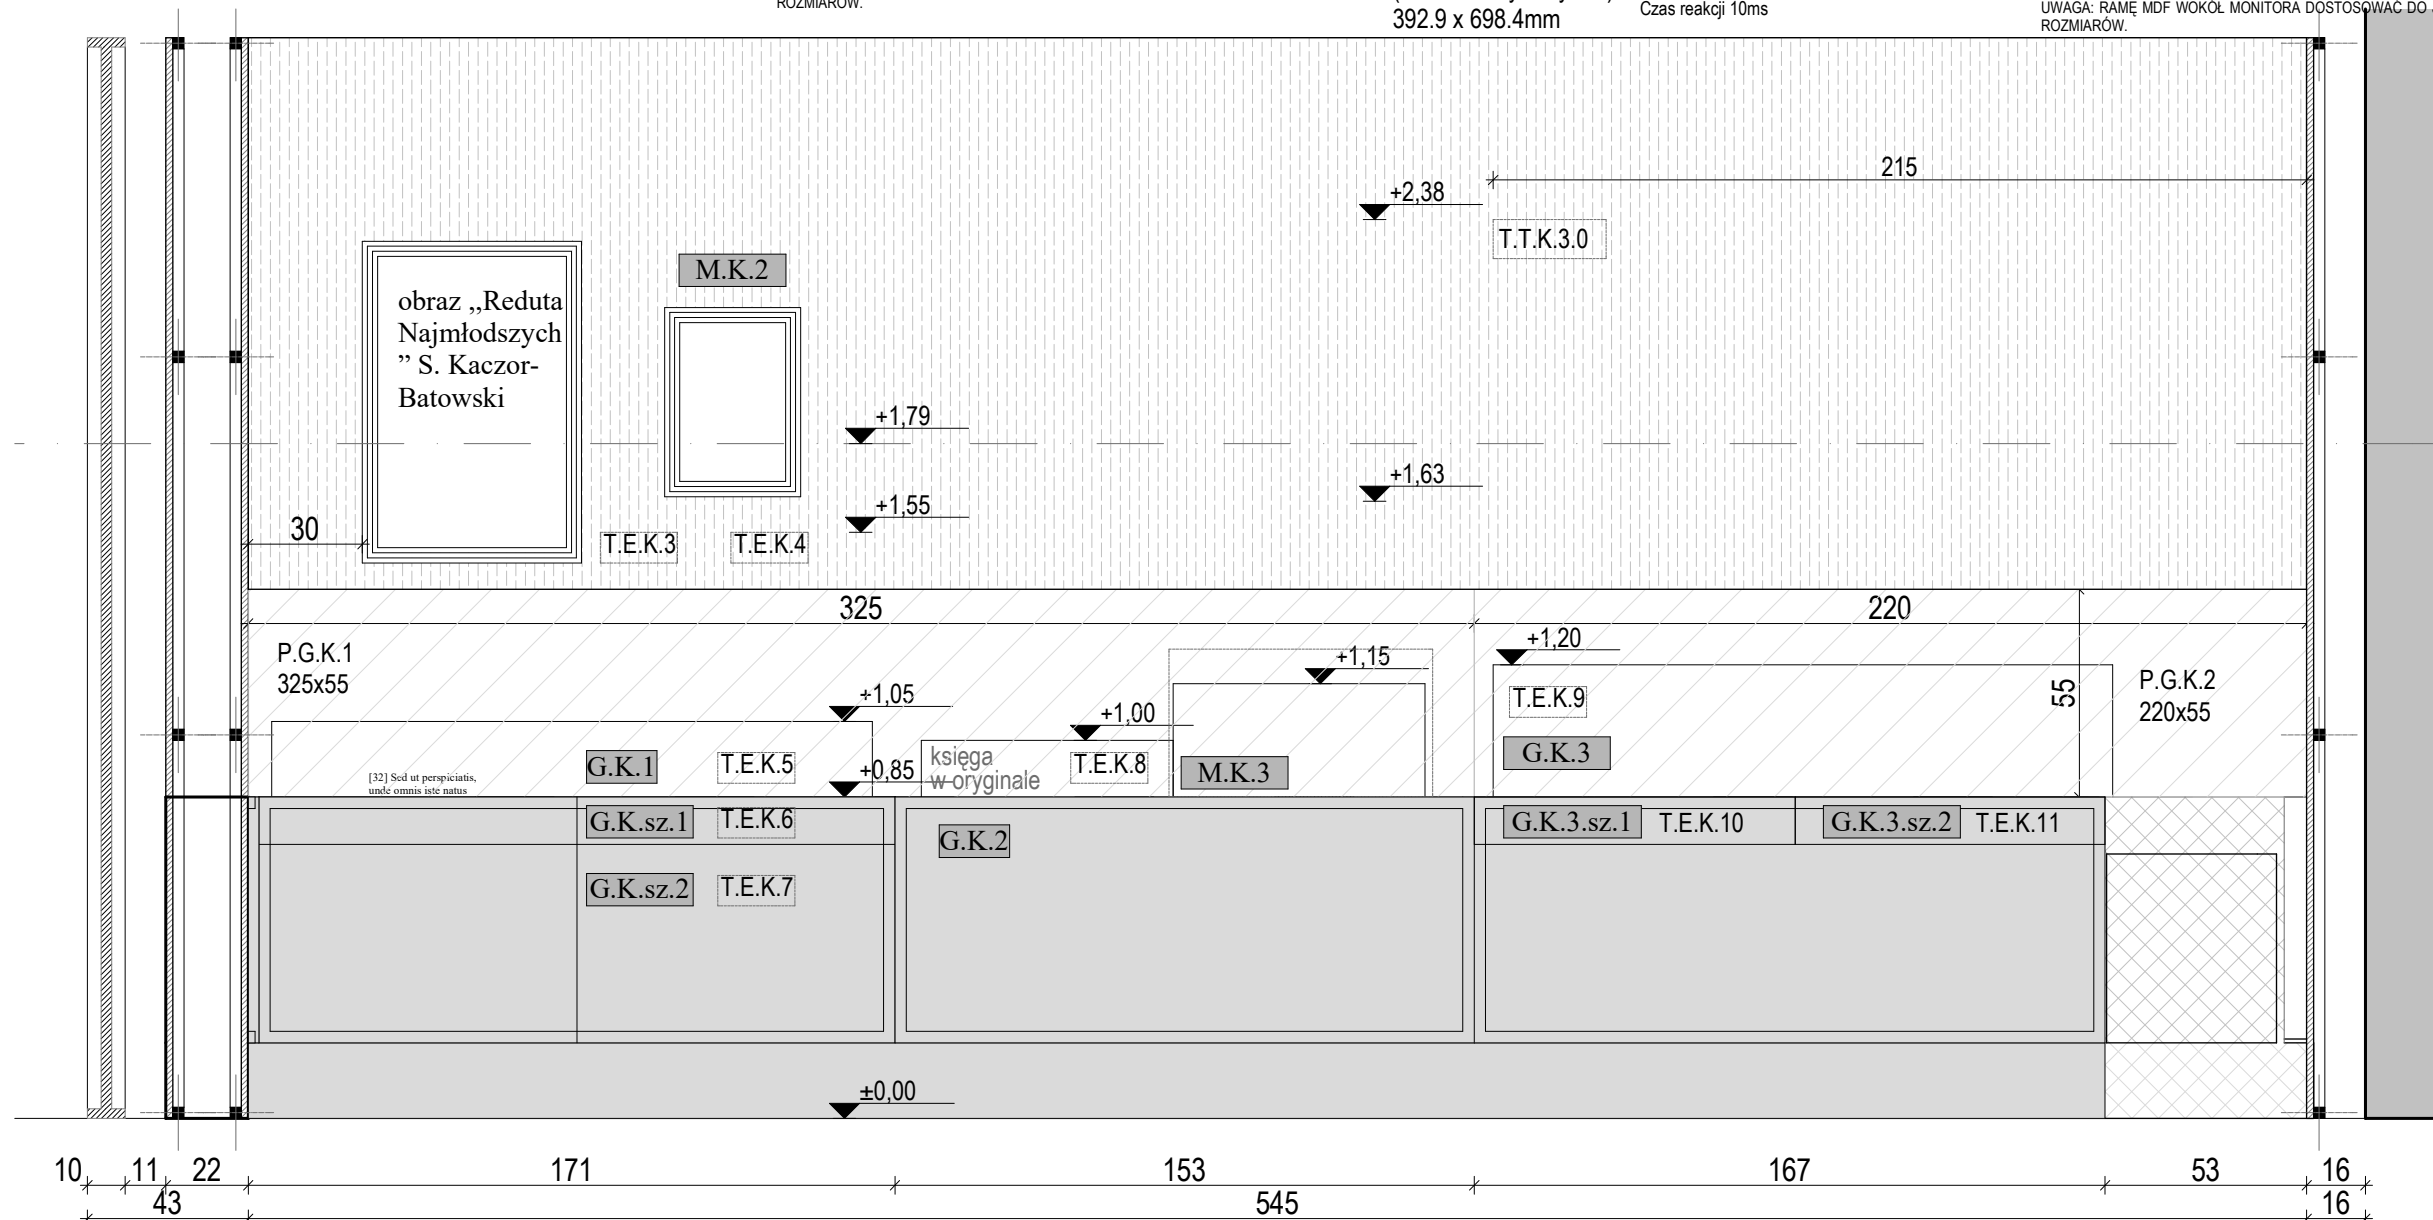 ROZMIARÓW.
392.9 x 698.4mm
Czas reakcji 10ms
UWAGA: RAMĘ MDF WOKÓŁ MONITORA DOSTOSOWAĆ DO
ROZMIARÓW.
215
+2,38
T.T.K.3.0
M.K.2
obraz ,,Reduta
Najmłodszych
” S. Kaczor-
Batowski
+1,79
+1,63
+1,55
30
T.E.K.3
T.E.K.4
325
220
P.G.K.1
325x55
+1,20
+1,15
+1,05
+1,00
T.E.K.9
55
P.G.K.2
220x55
G.K.1
T.E.K.5
+0,85
księga
w oryginale
T.E.K.8
M.K.3
G.K.3
[32] Sed ut perspiciatis,
unde omnis iste natus
G.K.sz.1
T.E.K.6
G.K.2
G.K.3.sz.1
T.E.K.10
G.K.3.sz.2
T.E.K.11
G.K.sz.2
T.E.K.7
±0,00
10
11
22
171
153
167
53
16
43
545
16